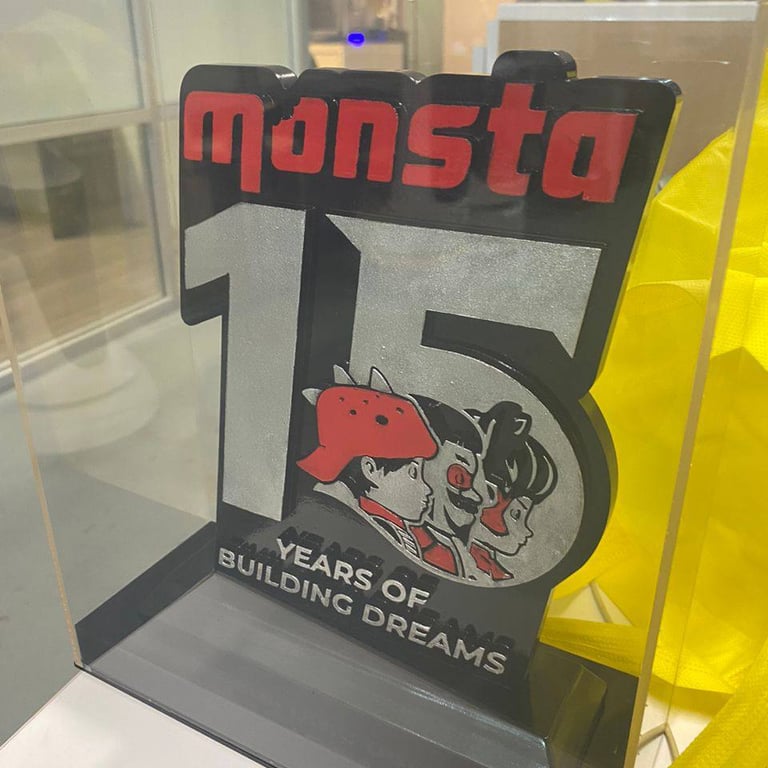 monsta
15
YEARS OF
BUILDING DREAMS